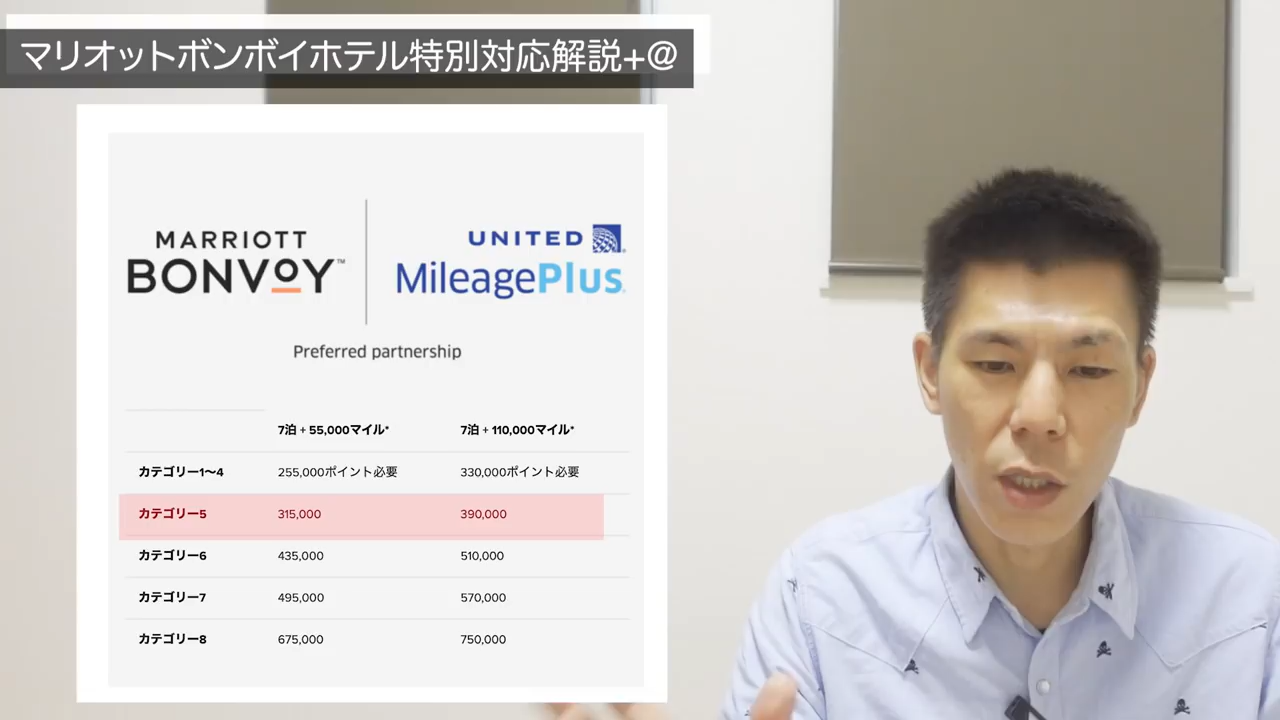 マリオットボンボイホテル特別対応解説+@
MARRIOTT
BONVOY™
UNITED
MileagePlus
Preferred partnership
7泊 + 55,000マイル* 7泊 + 110,000マイル*
カテゴリー1〜4 255,000ポイント必要 330,000ポイント必要
カテゴリー5 315,000 390,000
カテゴリー6 435,000 510,000
カテゴリー7 495,000 570,000
カテゴリー8 675,000 750,000